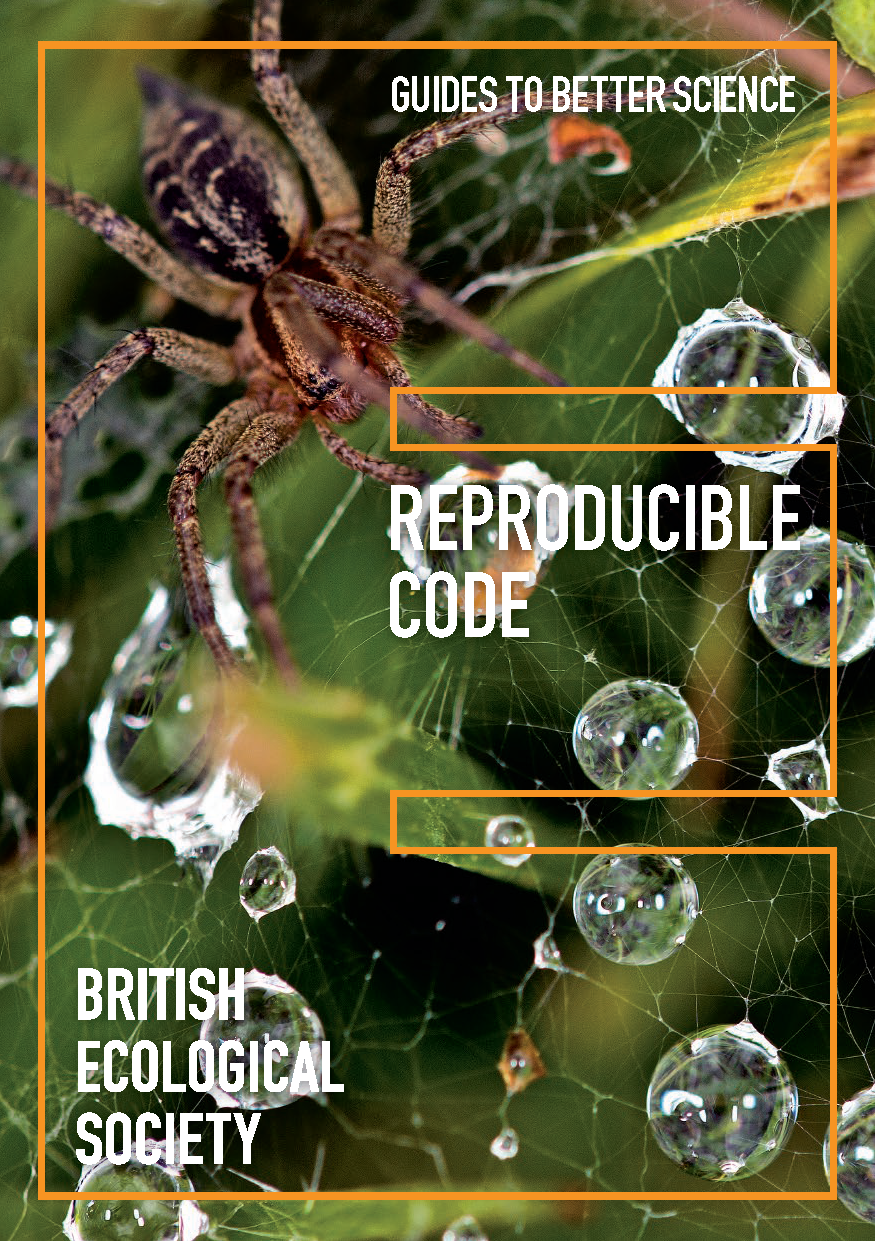 GUIDES TO BETTER SCIENCE
REPRODUCIBLE
CODE
BRITISH
ECOLOGICAL
SOCIETY